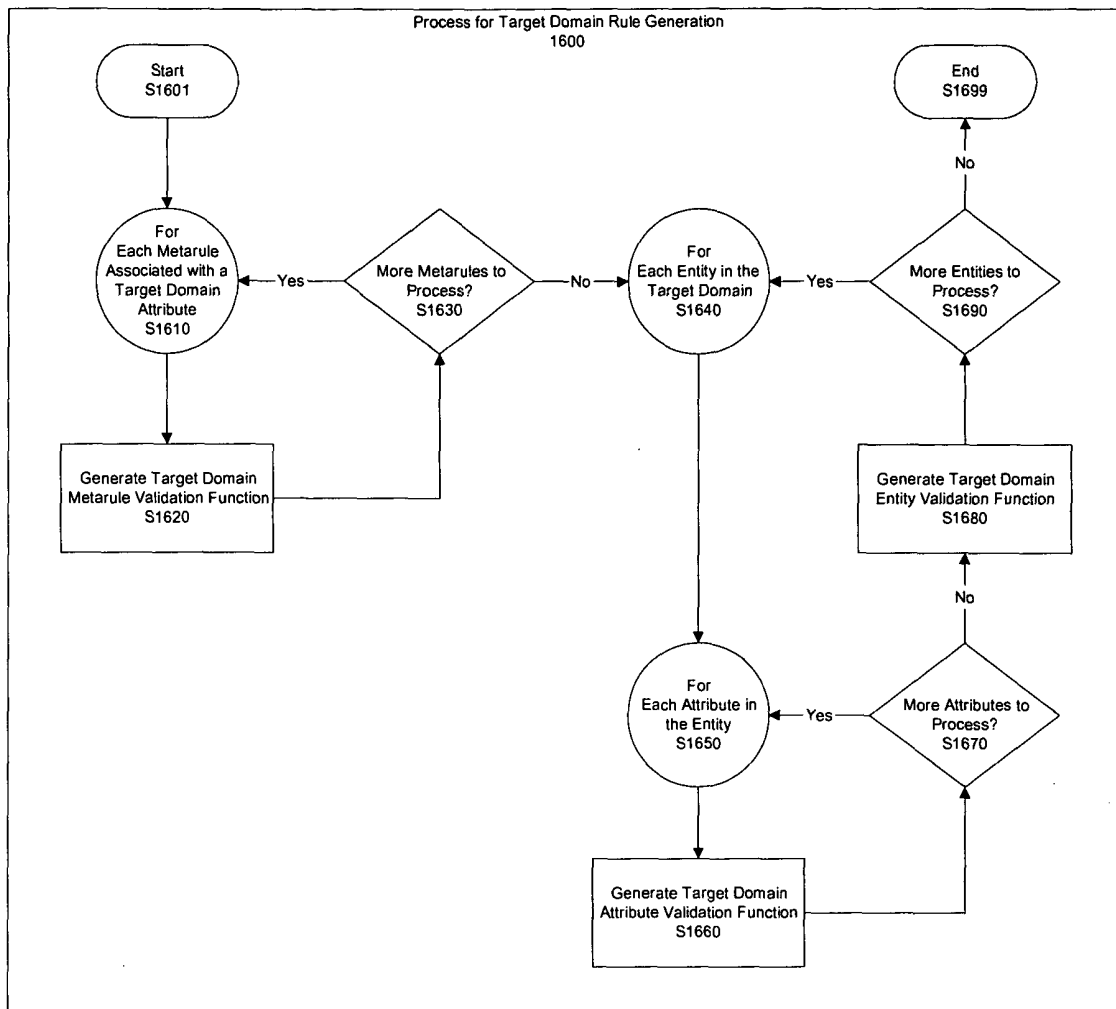 Process for Target Domain Rule Generation
1600
Start
S1601
End
S1699
No
For
Each Metarule
Associated with a
Target Domain
Attribute
S1610
Yes
More Metarules to
Process?
S1630
No
For
Each Entity in the
Target Domain
S1640
Yes
More Entities to
Process?
S1690
Generate Target Domain
Metarule Validation Function
S1620
Generate Target Domain
Entity Validation Function
S1680
No
For
Each Attribute in
the Entity
S1650
Yes
More Attributes to
Process?
S1670
Generate Target Domain
Attribute Validation Function
S1660